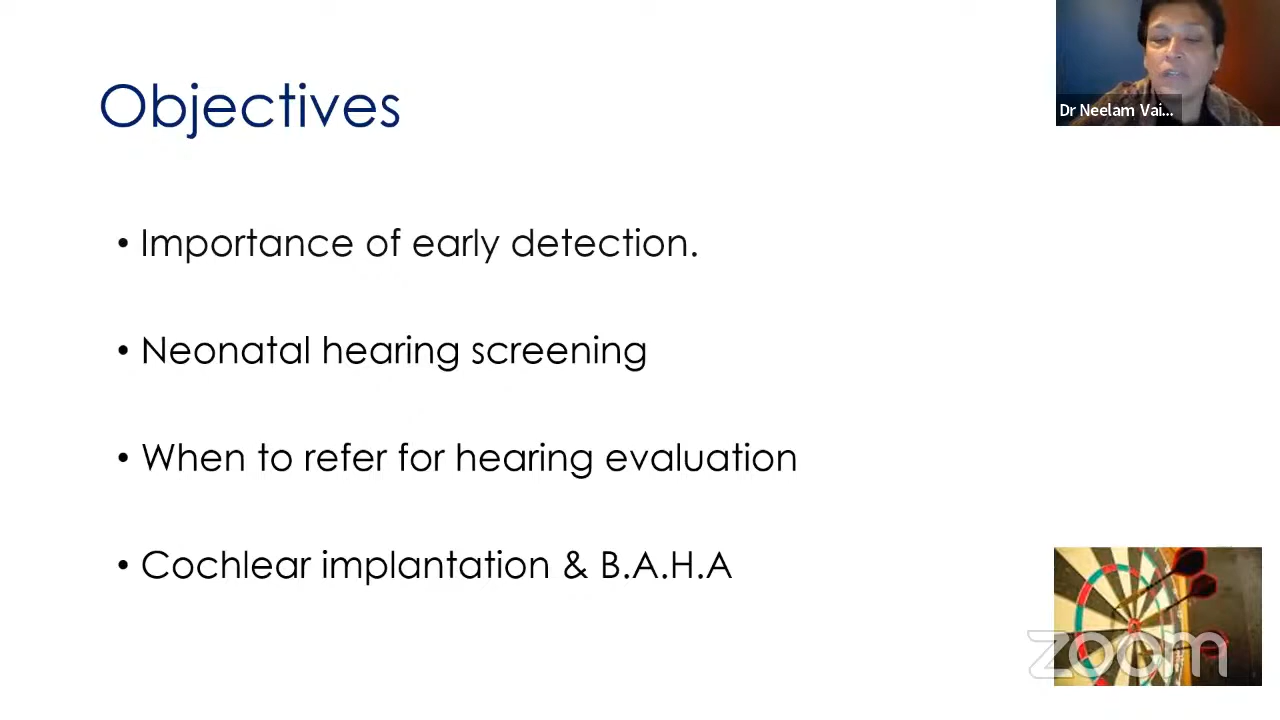 Objectives
Dr Neelam Vai...
• Importance of early detection.
• Neonatal hearing screening
• When to refer for hearing evaluation
• Cochlear implantation & B.A.H.A
zoom